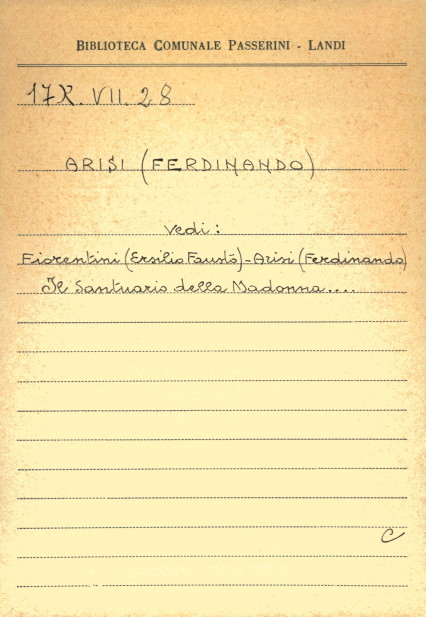 BIBLIOTECA COMUNALE PASSERINI - LANDI
17X.VII.28
ARISI (FERDINANDO)
Vedi:
Fiorentini (Ersilio Fausto)-Arisi (Ferdinando)
Il Santuario della Madonna....
C